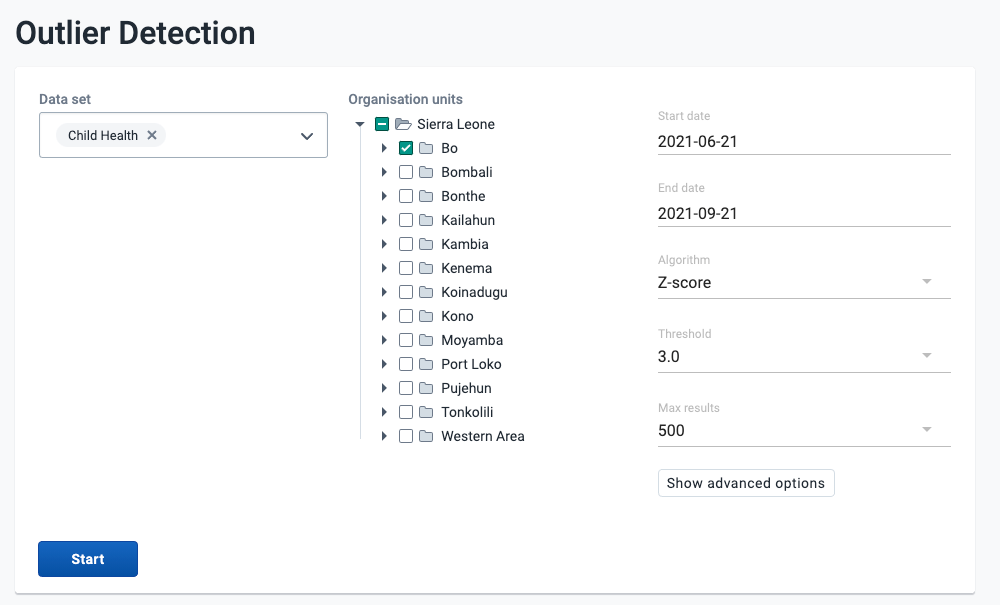 Outlier Detection
Data set
Child Health
Organisation units
Sierra Leone
Bo
Bombali
Bonthe
Kailahun
Kambia
Kenema
Koinadugu
Kono
Moyamba
Port Loko
Pujehun
Tonkolili
Western Area
Start date
2021-06-21
End date
2021-09-21
Algorithm
Z-score
Threshold
3.0
Max results
500
Show advanced options
Start